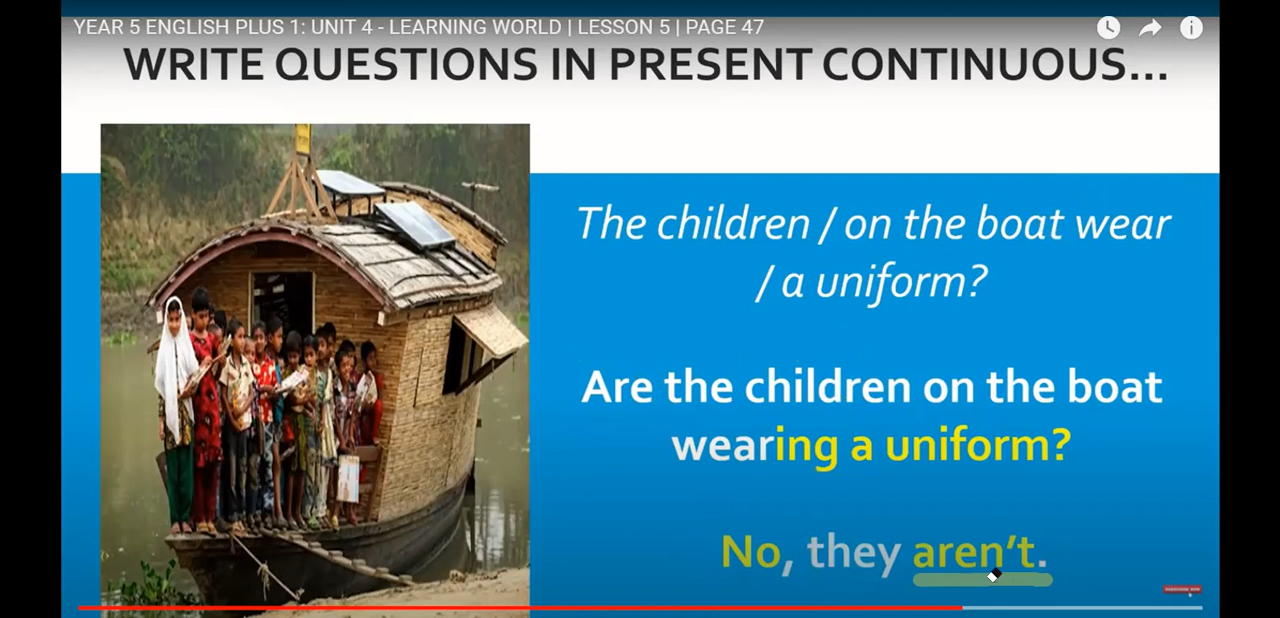 YEAR 5 ENGLISH PLUS 1: UNIT 4 - LEARNING WORLD | LESSON 5 | PAGE 47
WRITE QUESTIONS IN PRESENT CONTINUOUS...
The children / on the boat wear
/ a uniform?
Are the children on the boat
wearing a uniform?
No, they aren't.